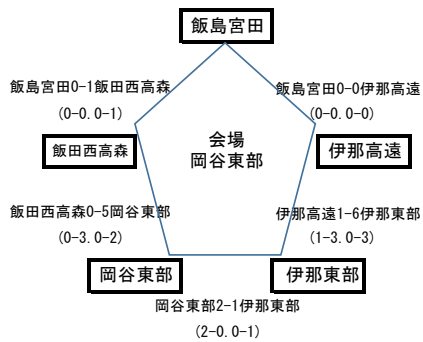 飯島宮田
飯島宮田0-1飯田西高森
(0-0.0-1)
飯島宮田0-0伊那高遠
(0-0.0-0)
飯田西高森
会場
岡谷東部
伊那高遠
飯田西高森0-5岡谷東部
(0-3.0-2)
伊那高遠1-6伊那東部
(1-3.0-3)
岡谷東部
伊那東部
岡谷東部2-1伊那東部
(2-0.0-1)